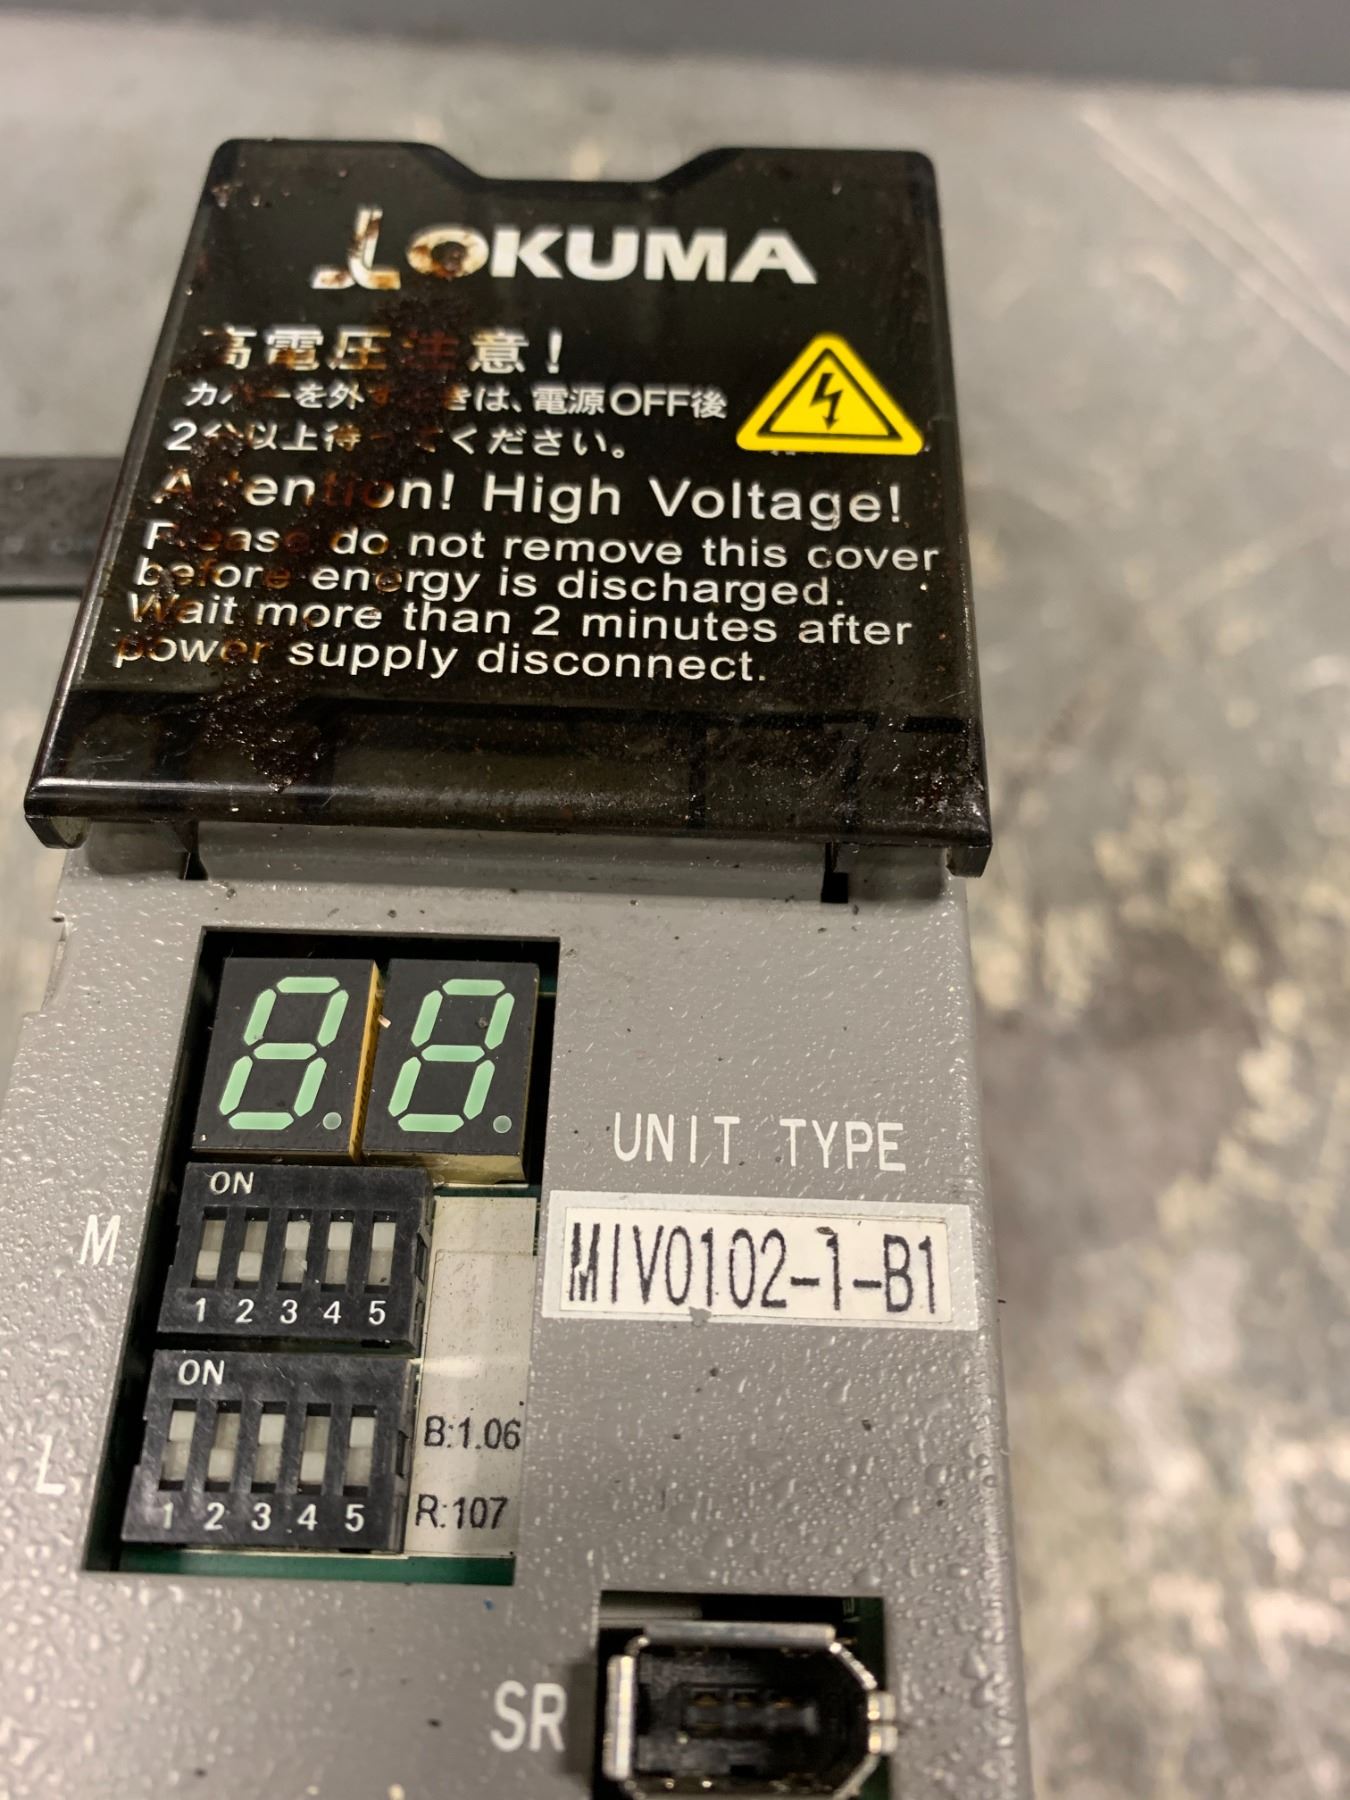 OKUMA
高電圧注意!
カバーを外すときは、電源OFF後
2分以上待ってください。
Attention! High Voltage!
Please do not remove this cover
before energy is discharged.
Wait more than 2 minutes after
power supply disconnect.
8.8.
UNIT TYPE
MIV0102-1-B1
M
ON
1 2 3 4 5
L
ON
1 2 3 4 5
B:1.06
R:107
SR